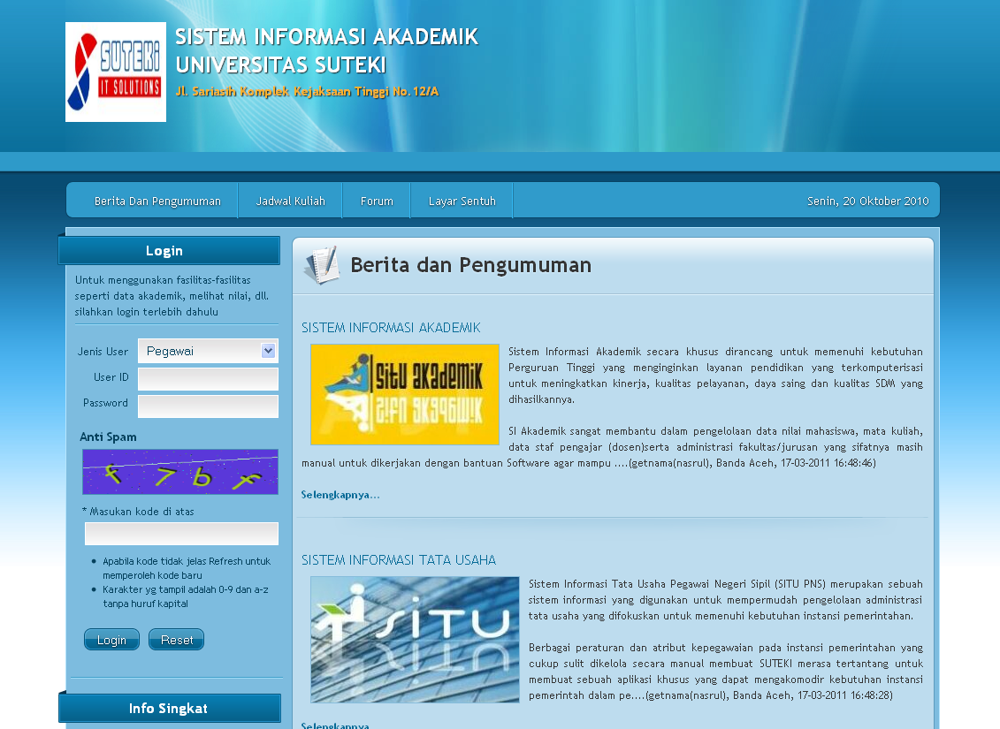 SUTEKI
IT SOLUTIONS
SISTEM INFORMASI AKADEMIK
UNIVERSITAS SUTEKI
Jl. Sariasih Komplek Kejaksaan Tinggi No.12/A
Berita Dan Pengumuman
Jadwal Kuliah
Forum
Layar Sentuh
Senin, 20 Oktober 2010
Login
Untuk menggunakan fasilitas-fasilitas
seperti data akademik, melihat nilai, dll.
silahkan login terlebih dahulu
Jenis User
Pegawai
User ID
Password
Anti Spam
f 7 b f
* Masukan kode di atas
Apabila kode tidak jelas Refresh untuk
memperoleh kode baru
Karakter yg tampil adalah 0-9 dan a-z
tanpa huruf kapital
Login
Reset
Info Singkat
Berita dan Pengumuman
SISTEM INFORMASI AKADEMIK
SITU AKADEMIK
Sistem Informasi Akademik secara khusus dirancang untuk memenuhi kebutuhan
Perguruan Tinggi yang menginginkan layanan pendidikan yang terkomputerisasi
untuk meningkatkan kinerja, kualitas pelayanan, daya saing dan kualitas SDM yang
dihasilkannya.
SI Akademik sangat membantu dalam pengelolaan data nilai mahasiswa, mata kuliah,
data staf pengajar (dosen)serta administrasi fakultas/jurusan yang sifatnya masih
manual untuk dikerjakan dengan bantuan Software agar mampu ....(getnama(nasrul), Banda Aceh, 17-03-2011 16:48:46)
Selengkapnya...
SISTEM INFORMASI TATA USAHA
SITU
Sistem Informasi Tata Usaha Pegawai Negeri Sipil (SITU PNS) merupakan sebuah
sistem informasi yang digunakan untuk mempermudah pengelolaan administrasi
tata usaha yang difokuskan untuk memenuhi kebutuhan instansi pemerintahan.
Berbagai peraturan dan atribut kepegawaian pada instansi pemerintahan yang
cukup sulit dikelola secara manual membuat SUTEKI merasa tertantang untuk
membuat sebuah aplikasi khusus yang dapat mengakomodir kebutuhan instansi
pemerintah dalam pe....(getnama(nasrul), Banda Aceh, 17-03-2011 16:48:28)
Selengkapnya